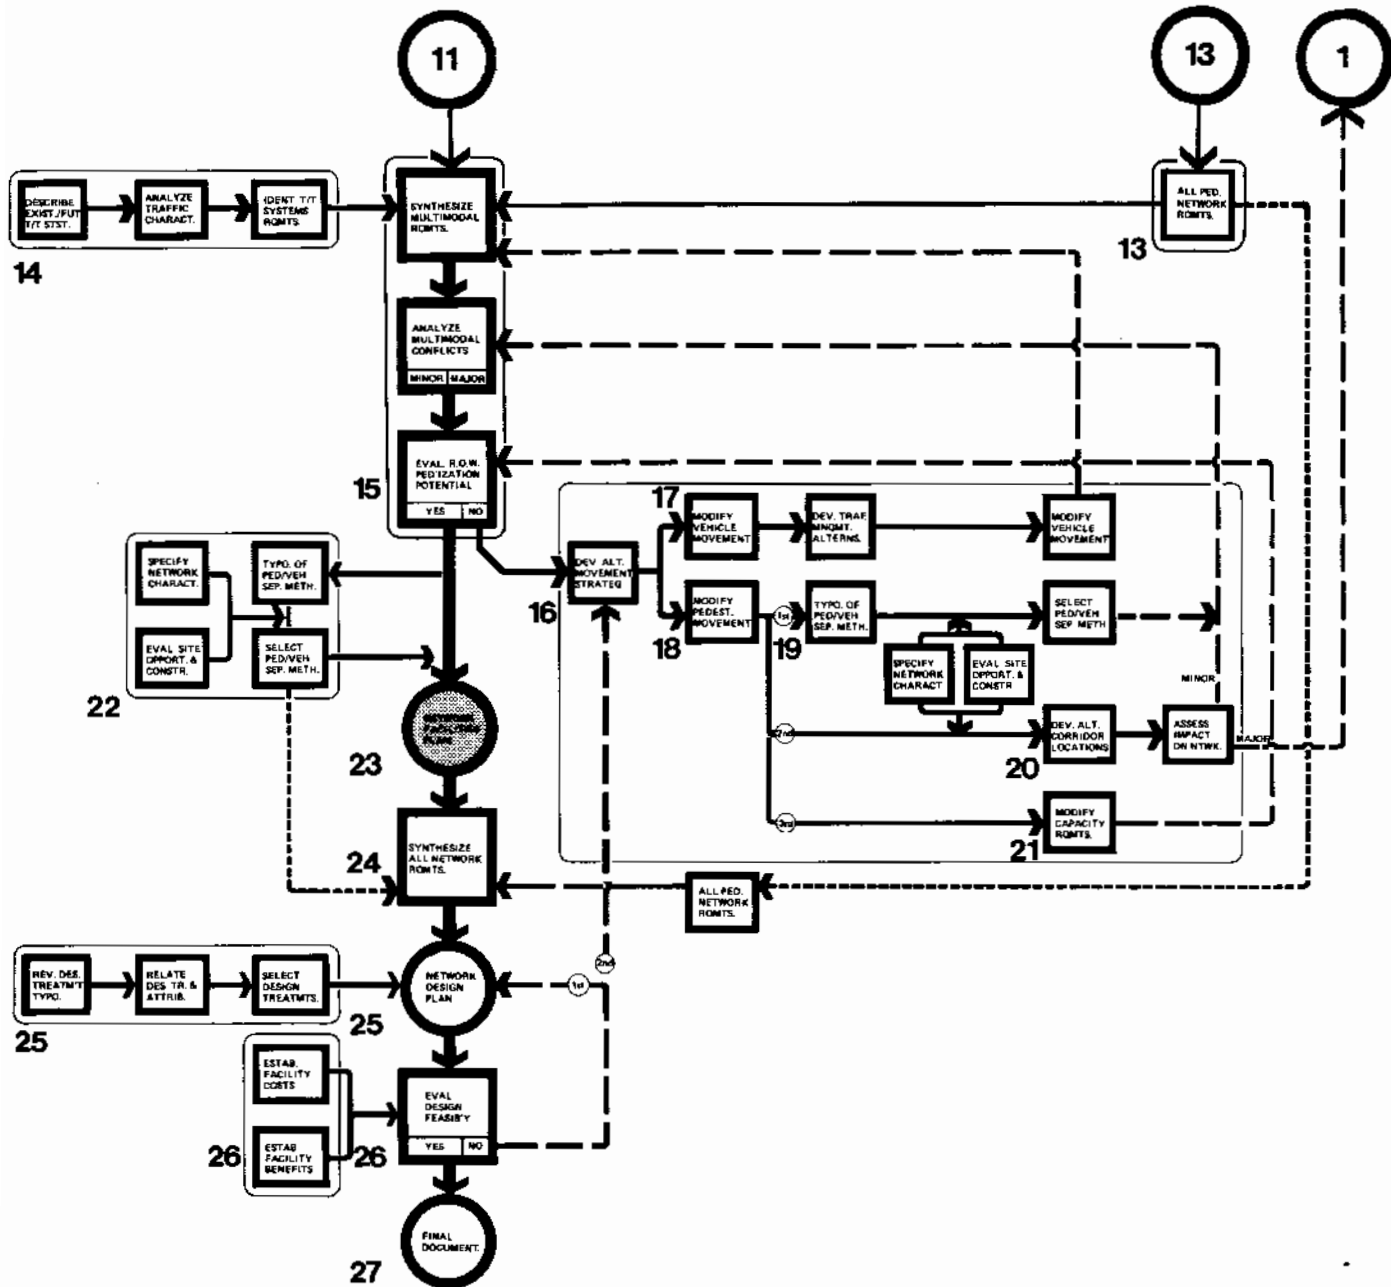 11
13
1
DESCRIBE
EXIST./FUT
T/T SYST.
ANALYZE
TRAFFIC
CHARACT.
IDENT. T/T
SYSTEMS
RQMTS.
14
SYNTHESIZE
MULTIMODAL
RQMTS.
ALL PED.
NETWORK
RQMTS.
13
ANALYZE
MULTIMODAL
CONFLICTS
MINOR MAJOR
EVAL. R.O.W.
PED'IZATION
POTENTIAL
YES NO
15
17
MODIFY
VEHICLE
MOVEMENT
DEV. TRAF.
MNGMT.
ALTERNS.
MODIFY
VEHICLE
MOVEMENT
DEV. ALT.
MOVEMENT
STRATEG.
16
MODIFY
PEDEST.
MOVEMENT
18
1st
TYPO. OF
PED/VEH
SEP. METH.
19
SELECT
PED/VEH
SEP. METH
SPECIFY
NETWORK
CHARACT
EVAL SITE
OPPORT. &
CONSTR
MINOR
2nd
DEV. ALT.
CORRIDOR
LOCATIONS
20
ASSESS
IMPACT
ON NTWK.
MAJOR
3rd
MODIFY
CAPACITY
RQMTS.
21
SPECIFY
NETWORK
CHARACT.
TYPO. OF
PED/VEH
SEP. METH.
EVAL SITE
OPPORT. &
CONSTR.
SELECT
PED/VEH
SEP. METH.
22
NETWORK
FACILITIES
PLAN
23
SYNTHESIZE
ALL NETWORK
RQMTS.
24
ALL PED.
NETWORK
RQMTS.
REV. DES.
TREATM'T
TYPO.
RELATE
DES. TR. &
ATTRIB.
SELECT
DESIGN
TREATMTS.
25
NETWORK
DESIGN
PLAN
25
1st
2nd
ESTAB.
FACILITY
COSTS
ESTAB
FACILITY
BENEFITS
26
EVAL
DESIGN
FEASIB'Y
YES NO
26
FINAL
DOCUMENT.
27